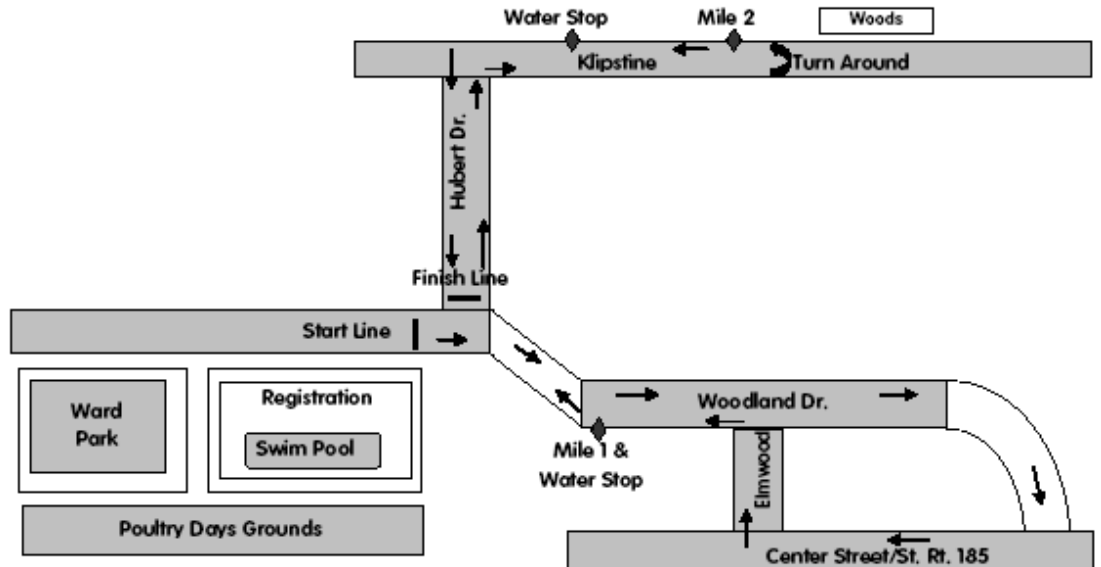 Water Stop
Mile 2
Woods
Klipstine
Turn Around
Hubert Dr.
Finish Line
Start Line
Ward
Park
Registration
Swim Pool
Woodland Dr.
Mile 1 &
Water Stop
Elmwood
Poultry Days Grounds
Center Street/St. Rt. 185